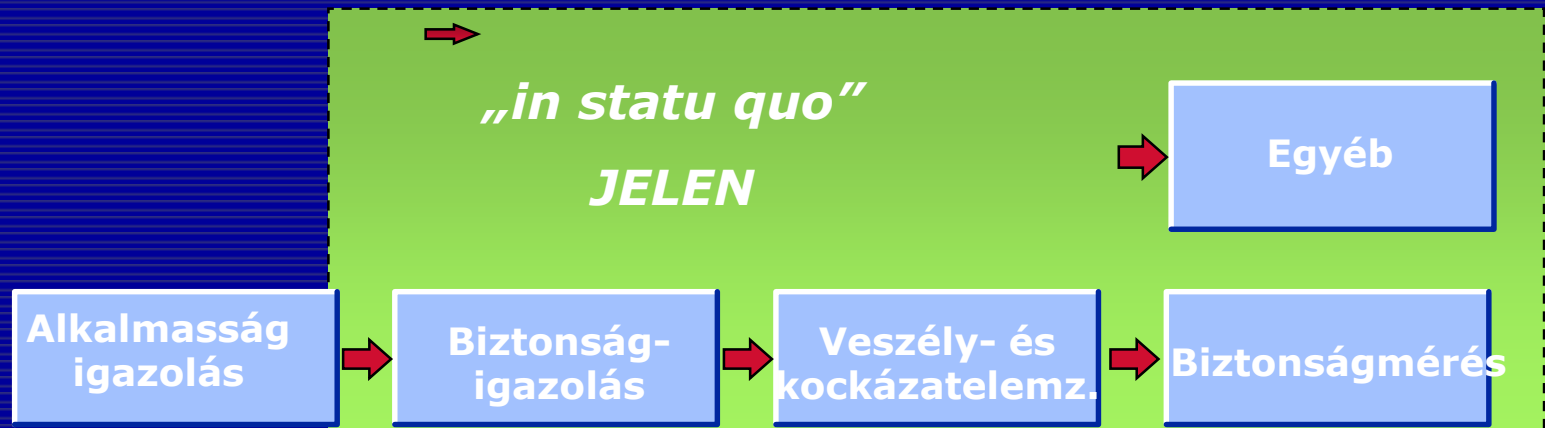 „in statu quo”
JELEN
Egyéb
Alkalmasság
igazolás
Biztonság-
igazolás
Veszély- és
kockázatelemz.
Biztonságmérés